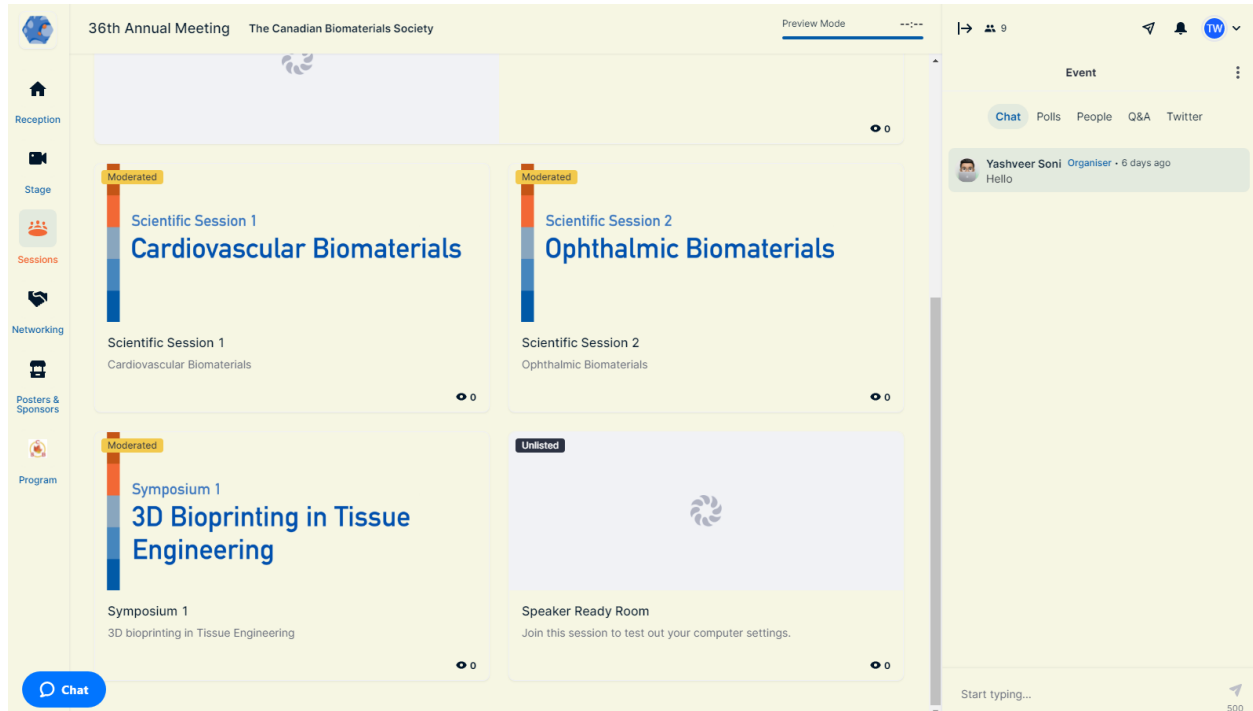 36th Annual Meeting The Canadian Biomaterials Society
Preview Mode --:--
9
TW
Reception
Stage
Sessions
Networking
Posters &
Sponsors
Program
0
Moderated
Scientific Session 1
Cardiovascular Biomaterials
Scientific Session 1
Cardiovascular Biomaterials
0
Moderated
Scientific Session 2
Ophthalmic Biomaterials
Scientific Session 2
Ophthalmic Biomaterials
0
Moderated
Symposium 1
3D Bioprinting in Tissue
Engineering
Symposium 1
3D bioprinting in Tissue Engineering
0
Unlisted
Speaker Ready Room
Join this session to test out your computer settings.
0
Chat
Event
Chat Polls People Q&A Twitter
Yashveer Soni Organiser • 6 days ago
Hello
Start typing...
500